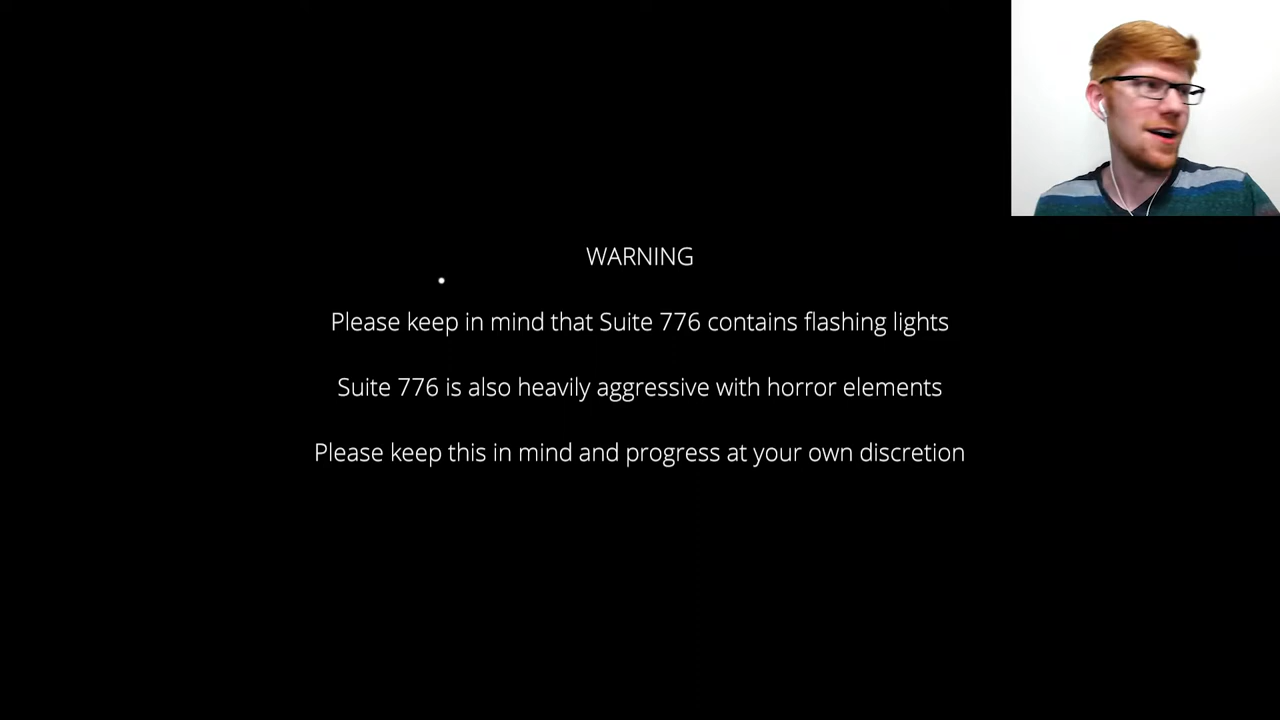 WARNING
Please keep in mind that Suite 776 contains flashing lights
Suite 776 is also heavily aggressive with horror elements
Please keep this in mind and progress at your own discretion